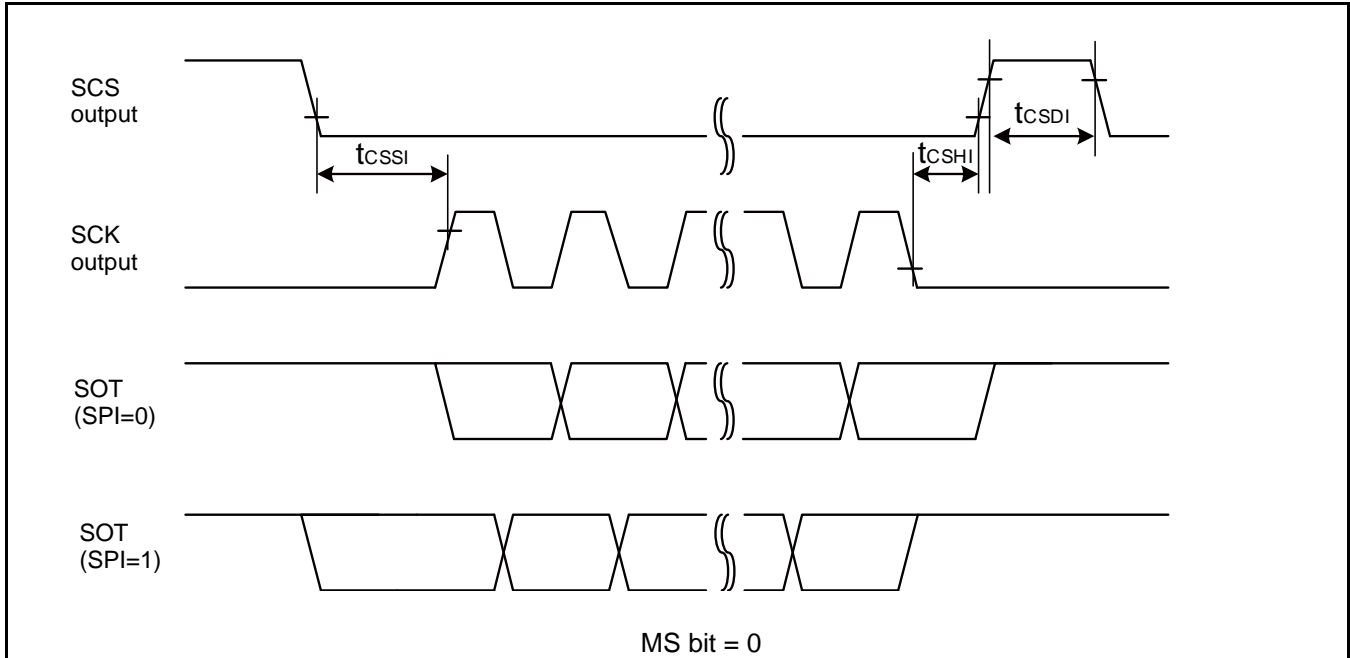 SCS
output
tCSDI
tCSSI
tCSHI
SCK
output
SOT
(SPI=0)
SOT
(SPI=1)
MS bit = 0